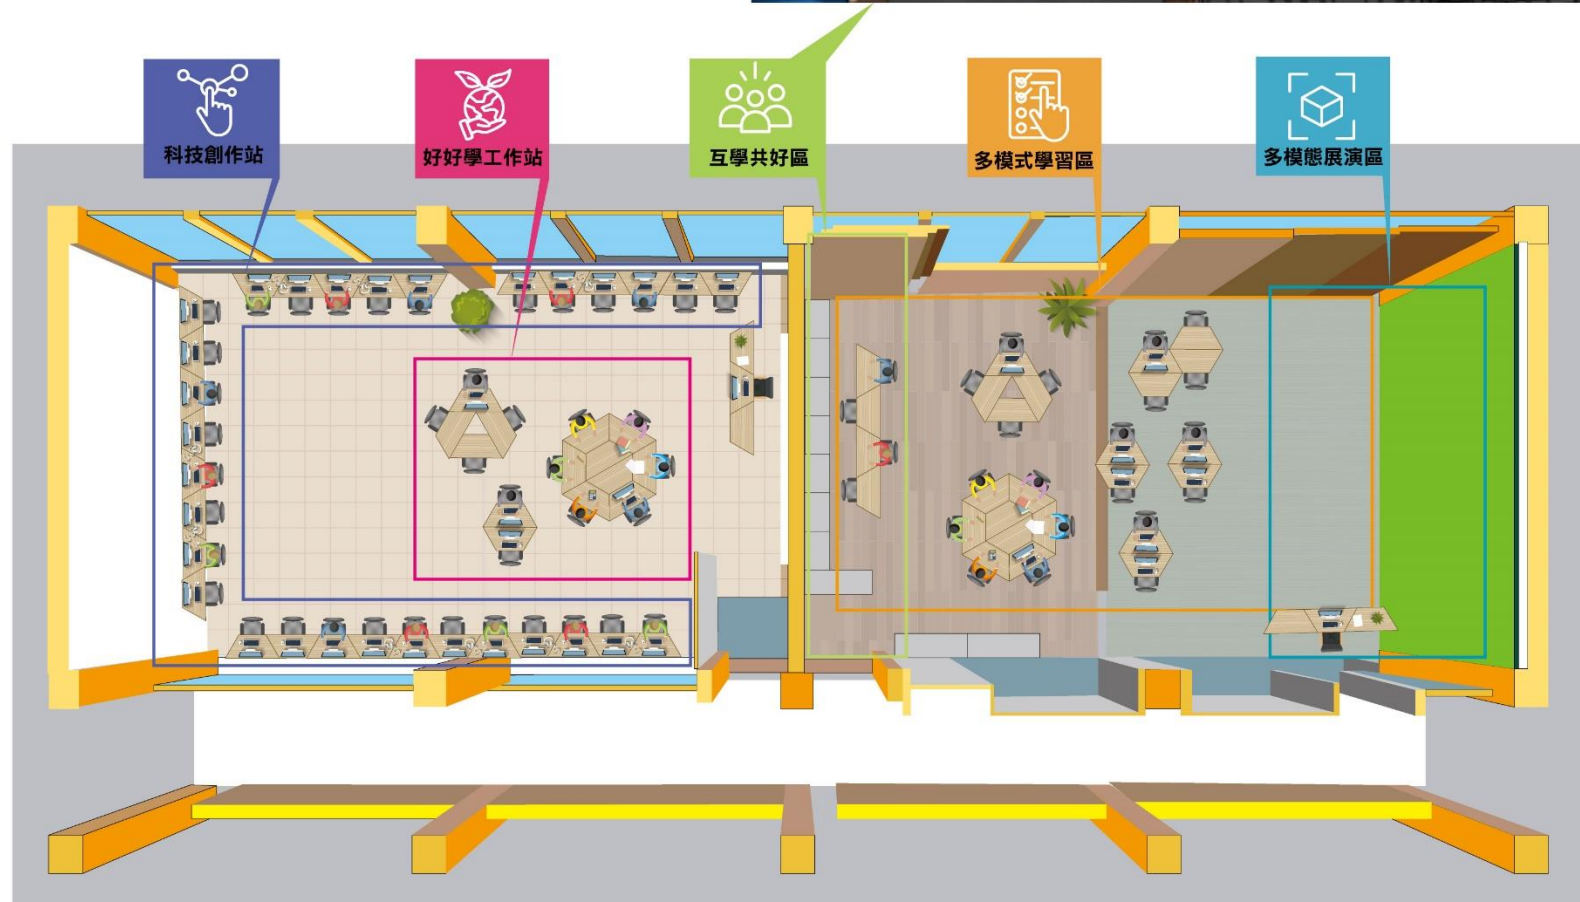 科技創作站
好好學工作站
互學共好區
多模式學習區
多模態展演區